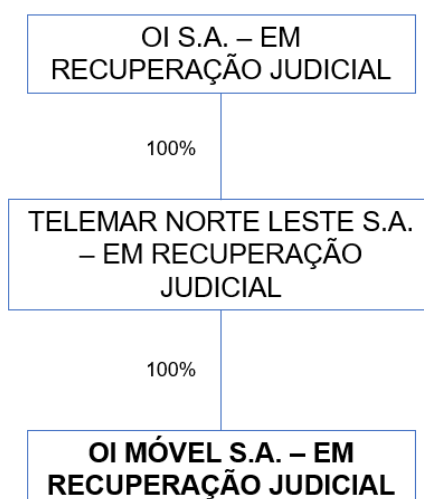 OI S.A. – EM
RECUPERAÇÃO JUDICIAL
100%
TELEMAR NORTE LESTE S.A.
– EM RECUPERAÇÃO
JUDICIAL
100%
OI MÓVEL S.A. – EM
RECUPERAÇÃO JUDICIAL